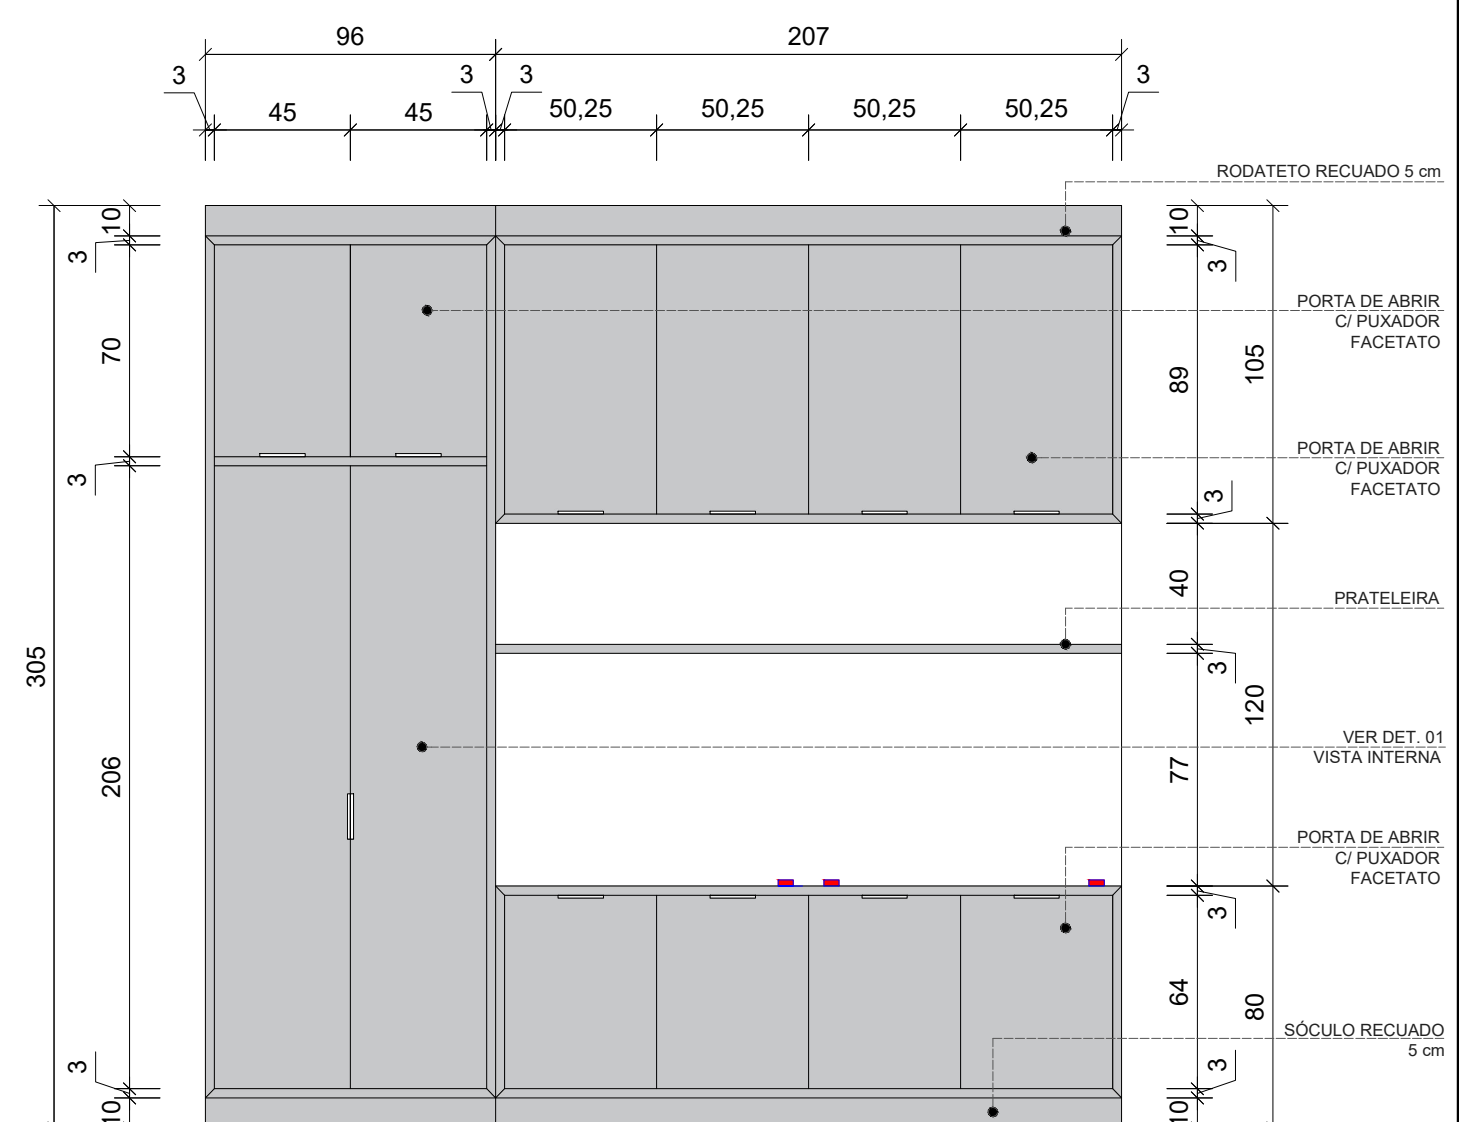 96
207
3
3
3
3
45
45
50,25
50,25
50,25
50,25
RODATETO RECUADO 5 cm
10
10
3
3
PORTA DE ABRIR
C/ PUXADOR
FACETATO
70
89
105
PORTA DE ABRIR
C/ PUXADOR
FACETATO
3
3
40
PRATELEIRA
305
3
120
VER DET. 01
VISTA INTERNA
206
77
PORTA DE ABRIR
C/ PUXADOR
FACETATO
3
64
80
SÓCULO RECUADO
5 cm
3
3
10
10